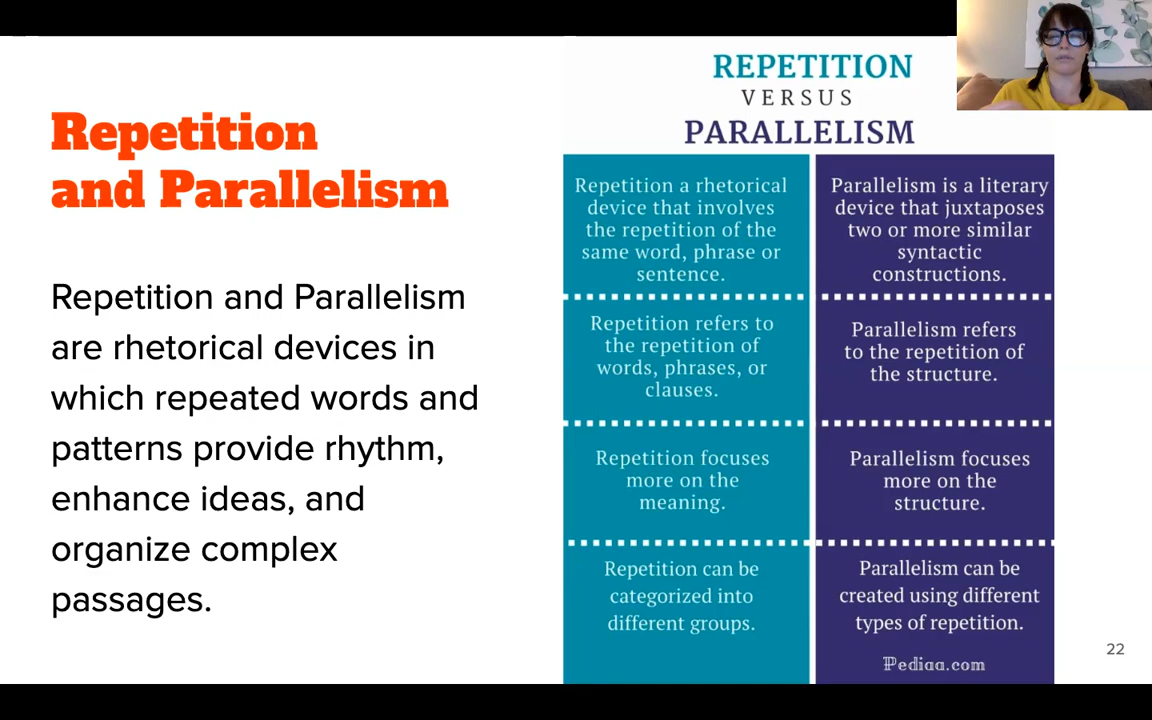 Repetition
and Parallelism
Repetition and Parallelism
are rhetorical devices in
which repeated words and
patterns provide rhythm,
enhance ideas, and
organize complex
passages.
REPETITION
VERSUS
PARALLELISM
Repetition a rhetorical
device that involves
the repetition of the
same word, phrase or
sentence.
Parallelism is a literary
device that juxtaposes
two or more similar
syntactic
constructions.
Repetition refers to
the repetition of
words, phrases, or
clauses.
Parallelism refers
to the repetition of
the structure.
Repetition focuses
more on the
meaning.
Parallelism focuses
more on the
structure.
Repetition can be
categorized into
different groups.
Parallelism can be
created using different
types of repetition.
Pediaa.com
22